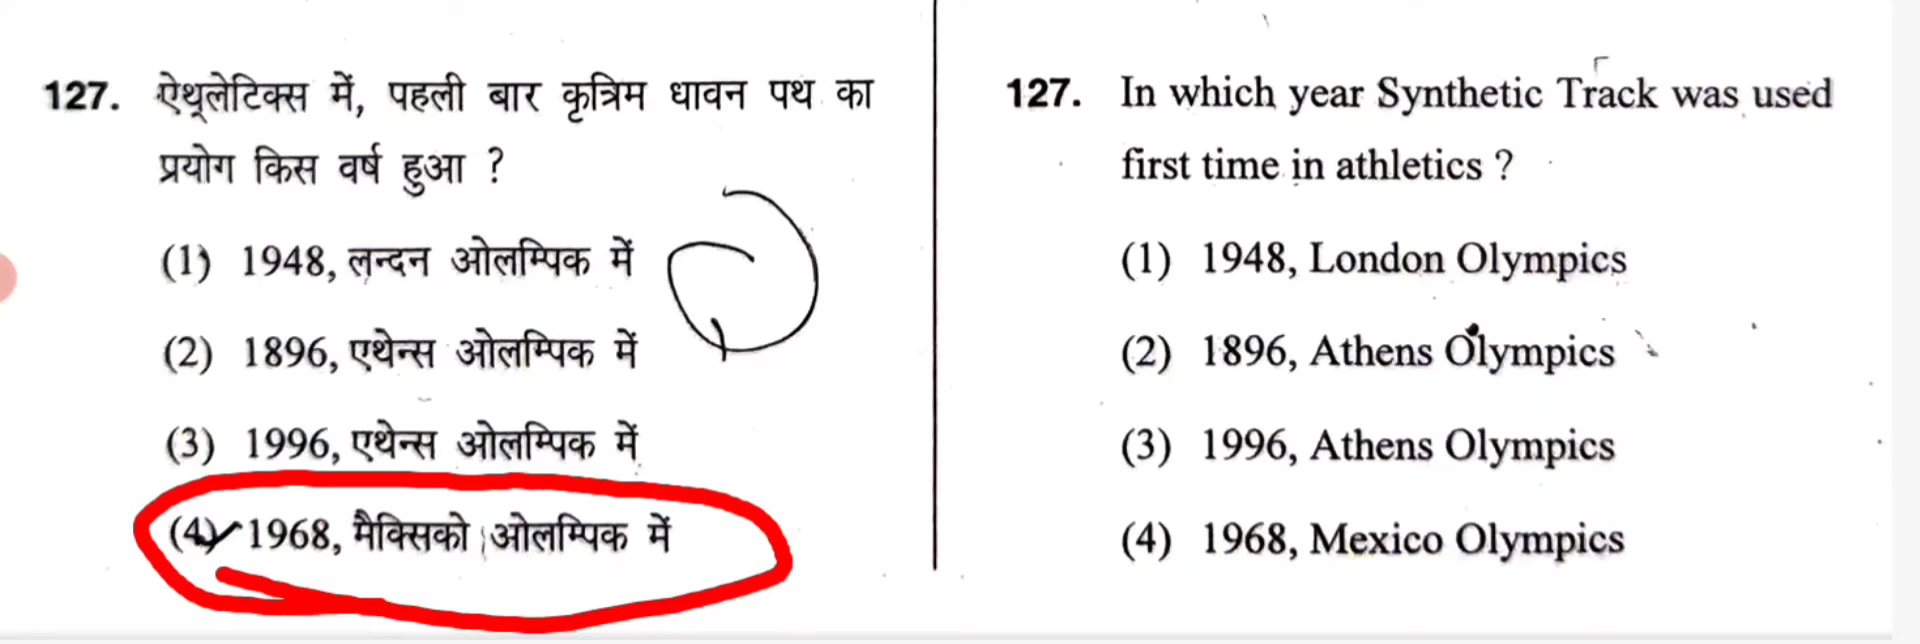 127. ऐथ्लेटिक्स में, पहली बार कृत्रिम धावन पथ का
प्रयोग किस वर्ष हुआ ?
(1) 1948, लन्दन ओलम्पिक में
(2) 1896, एथेन्स ओलम्पिक में
(3) 1996, एथेन्स ओलम्पिक में
(4) 1968, मैक्सिको ओलम्पिक में
127. In which year Synthetic Track was used
first time in athletics ?
(1) 1948, London Olympics
(2) 1896, Athens Olympics
(3) 1996, Athens Olympics
(4) 1968, Mexico Olympics